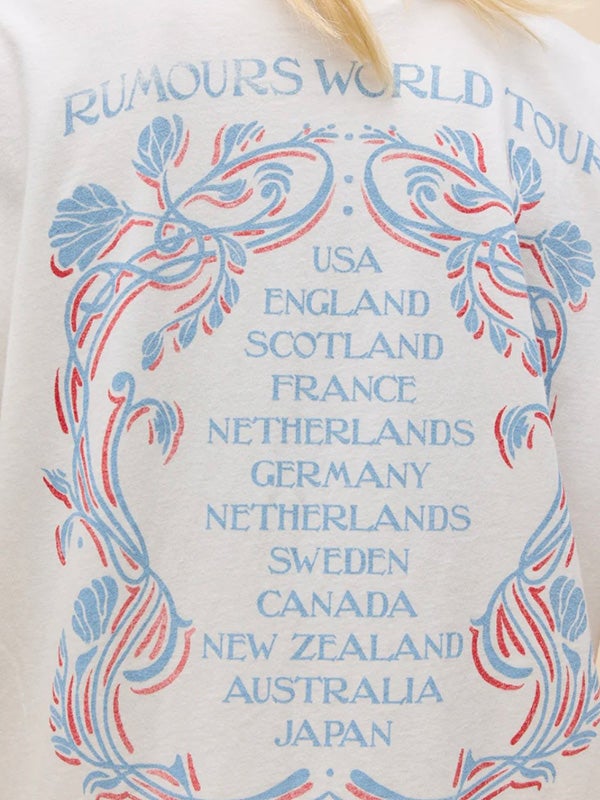 RUMOURS WORLD TOUR
USA
ENGLAND
SCOTLAND
FRANCE
NETHERLANDS
GERMANY
NETHERLANDS
SWEDEN
CANADA
NEW ZEALAND
AUSTRALIA
JAPAN